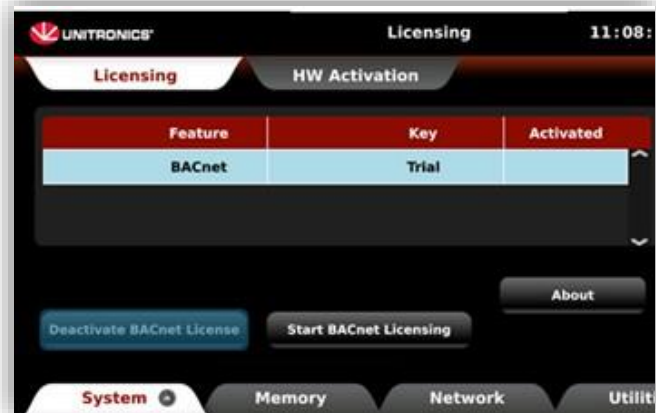 UNITRONICS® Licensing 11:08:
Licensing HW Activation
Feature Key Activated
BACnet Trial
About
Deactivate BACnet License Start BACnet Licensing
System Memory Network Utiliti